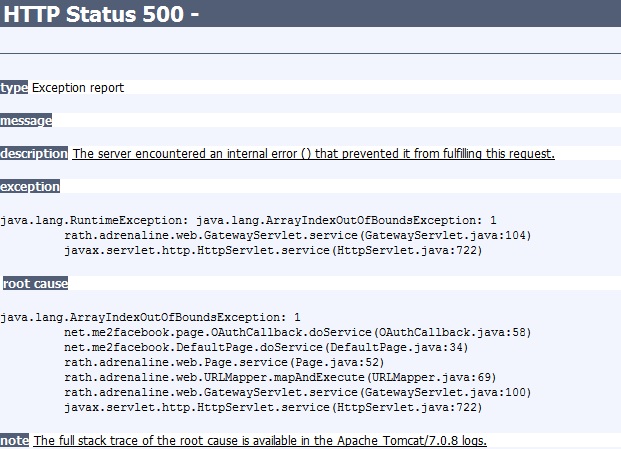 HTTP Status 500 -
type Exception report
message
description The server encountered an internal error () that prevented it from fulfilling this request.
exception
java.lang.RuntimeException: java.lang.ArrayIndexOutOfBoundsException: 1
rath.adrenaline.web.GatewayServlet.service(GatewayServlet.java:104)
javax.servlet.http.HttpServlet.service(HttpServlet.java:722)
root cause
java.lang.ArrayIndexOutOfBoundsException: 1
net.me2facebook.page.OAuthCallback.doService(OAuthCallback.java:58)
net.me2facebook.DefaultPage.doService(DefaultPage.java:34)
rath.adrenaline.web.Page.service(Page.java:52)
rath.adrenaline.web.URLMapper.mapAndExecute(URLMapper.java:69)
rath.adrenaline.web.GatewayServlet.service(GatewayServlet.java:100)
javax.servlet.http.HttpServlet.service(HttpServlet.java:722)
note The full stack trace of the root cause is available in the Apache Tomcat/7.0.8 logs.